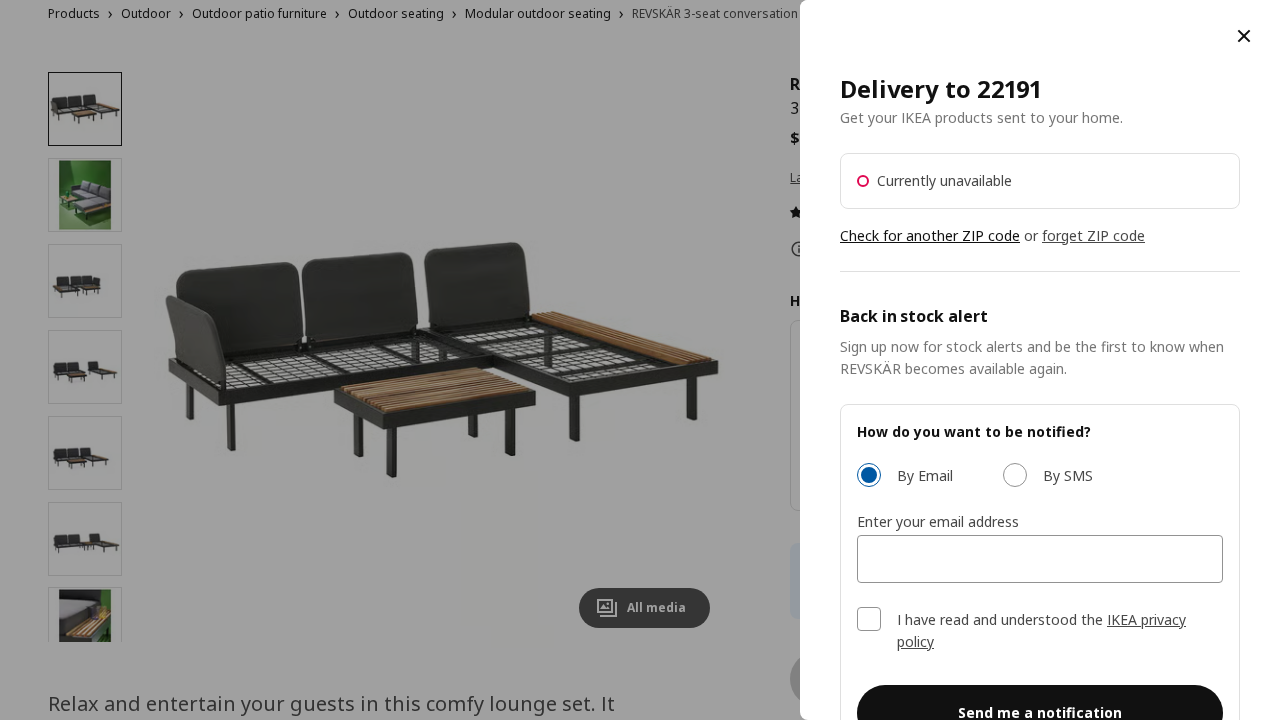 Products › Outdoor › Outdoor patio furniture › Outdoor seating › Modular outdoor seating › REVSKÄR 3-seat conversation
Delivery to 22191
Get your IKEA products sent to your home.
Currently unavailable
Check for another ZIP code or forget ZIP code
Back in stock alert
Sign up now for stock alerts and be the first to know when
REVSKÄR becomes available again.
How do you want to be notified?
By Email
By SMS
Enter your email address
I have read and understood the IKEA privacy
policy
Send me a notification
R
3
$
La
H
All media
Relax and entertain your guests in this comfy lounge set. It